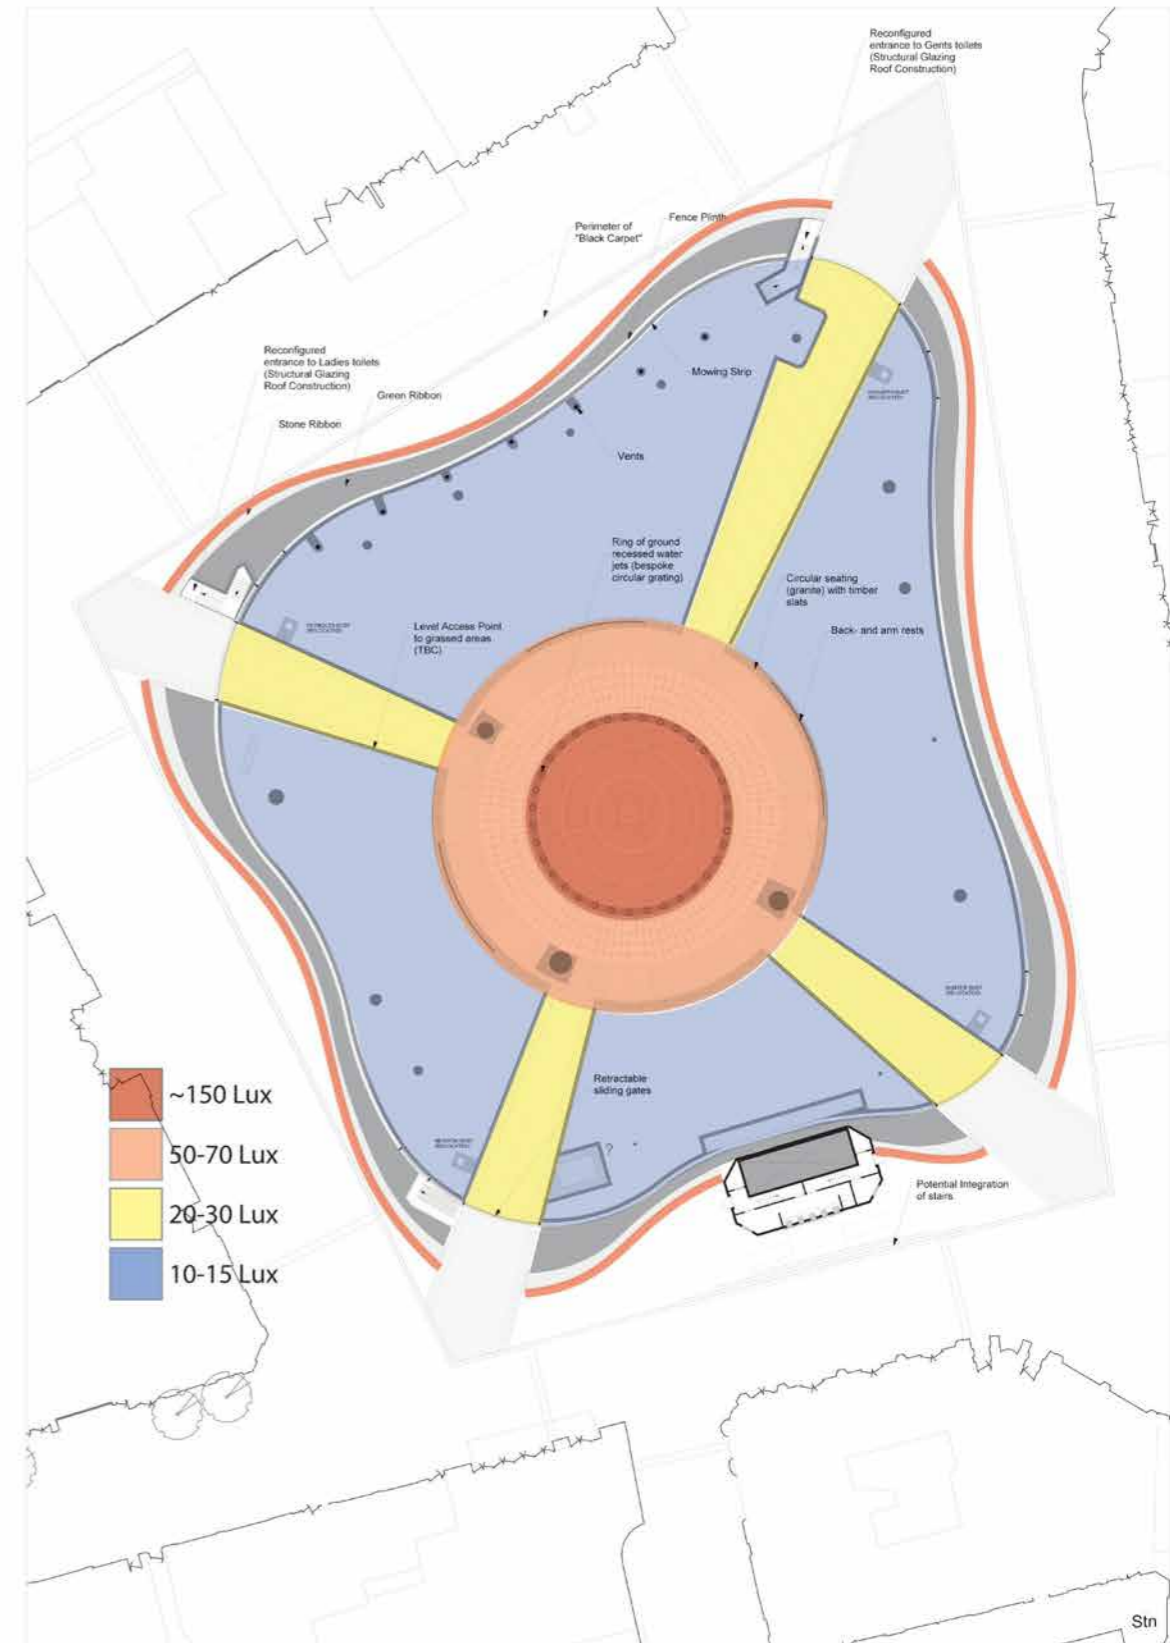 Reconfigured
entrance to Gents toilets
(Structural Glazing
Roof Construction)
Fence Plinth
Perimeter of
"Black Carpet"
Reconfigured
entrance to Ladies toilets
(Structural Glazing
Roof Construction)
Green Ribbon
Stone Ribbon
Mowing Strip
Vents
Ring of ground
recessed water
jets (bespoke
circular grating)
Circular seating
(granite) with timber
slats
Back- and arm rests
Level Access Point
to grassed areas
(TBC)
Retractable
sliding gates
?
Potential Integration
of stairs
~150 Lux
50-70 Lux
20-30 Lux
10-15 Lux
Stn